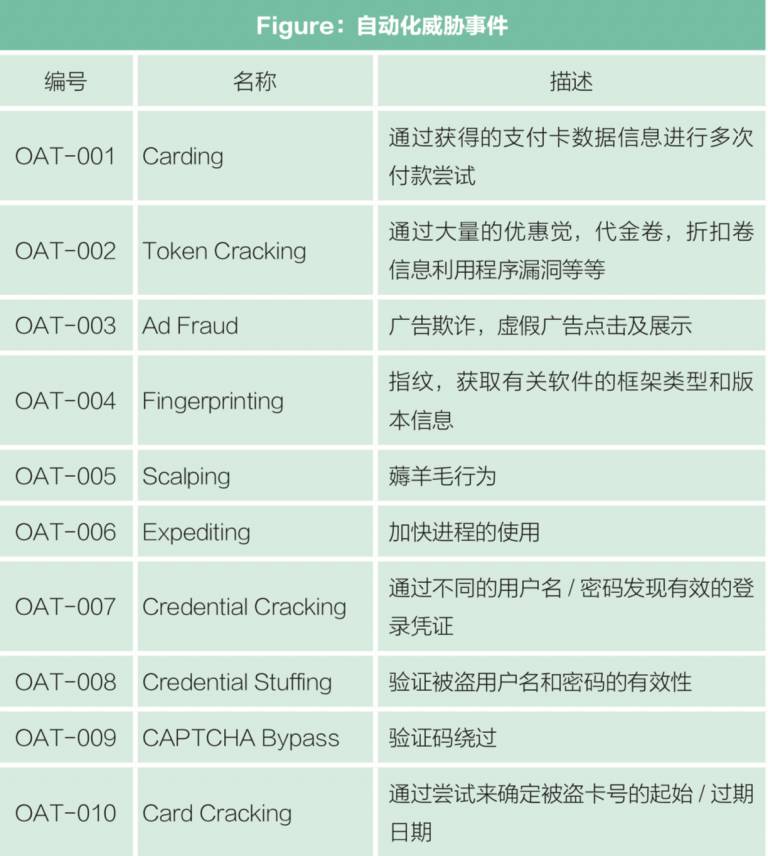 Figure：自动化威胁事件
编号 名称 描述
OAT-001 Carding 通过获得的支付卡数据信息进行多次
付款尝试
OAT-002 Token Cracking 通过大量的优惠觉，代金卷，折扣卷
信息利用程序漏洞等等
OAT-003 Ad Fraud 广告欺诈，虚假广告点击及展示
OAT-004 Fingerprinting 指纹，获取有关软件的框架类型和版
本信息
OAT-005 Scalping 薅羊毛行为
OAT-006 Expediting 加快进程的使用
OAT-007 Credential Cracking 通过不同的用户名 / 密码发现有效的登
录凭证
OAT-008 Credential Stuffing 验证被盗用户名和密码的有效性
OAT-009 CAPTCHA Bypass 验证码绕过
OAT-010 Card Cracking 通过尝试来确定被盗卡号的起始 / 过期
日期